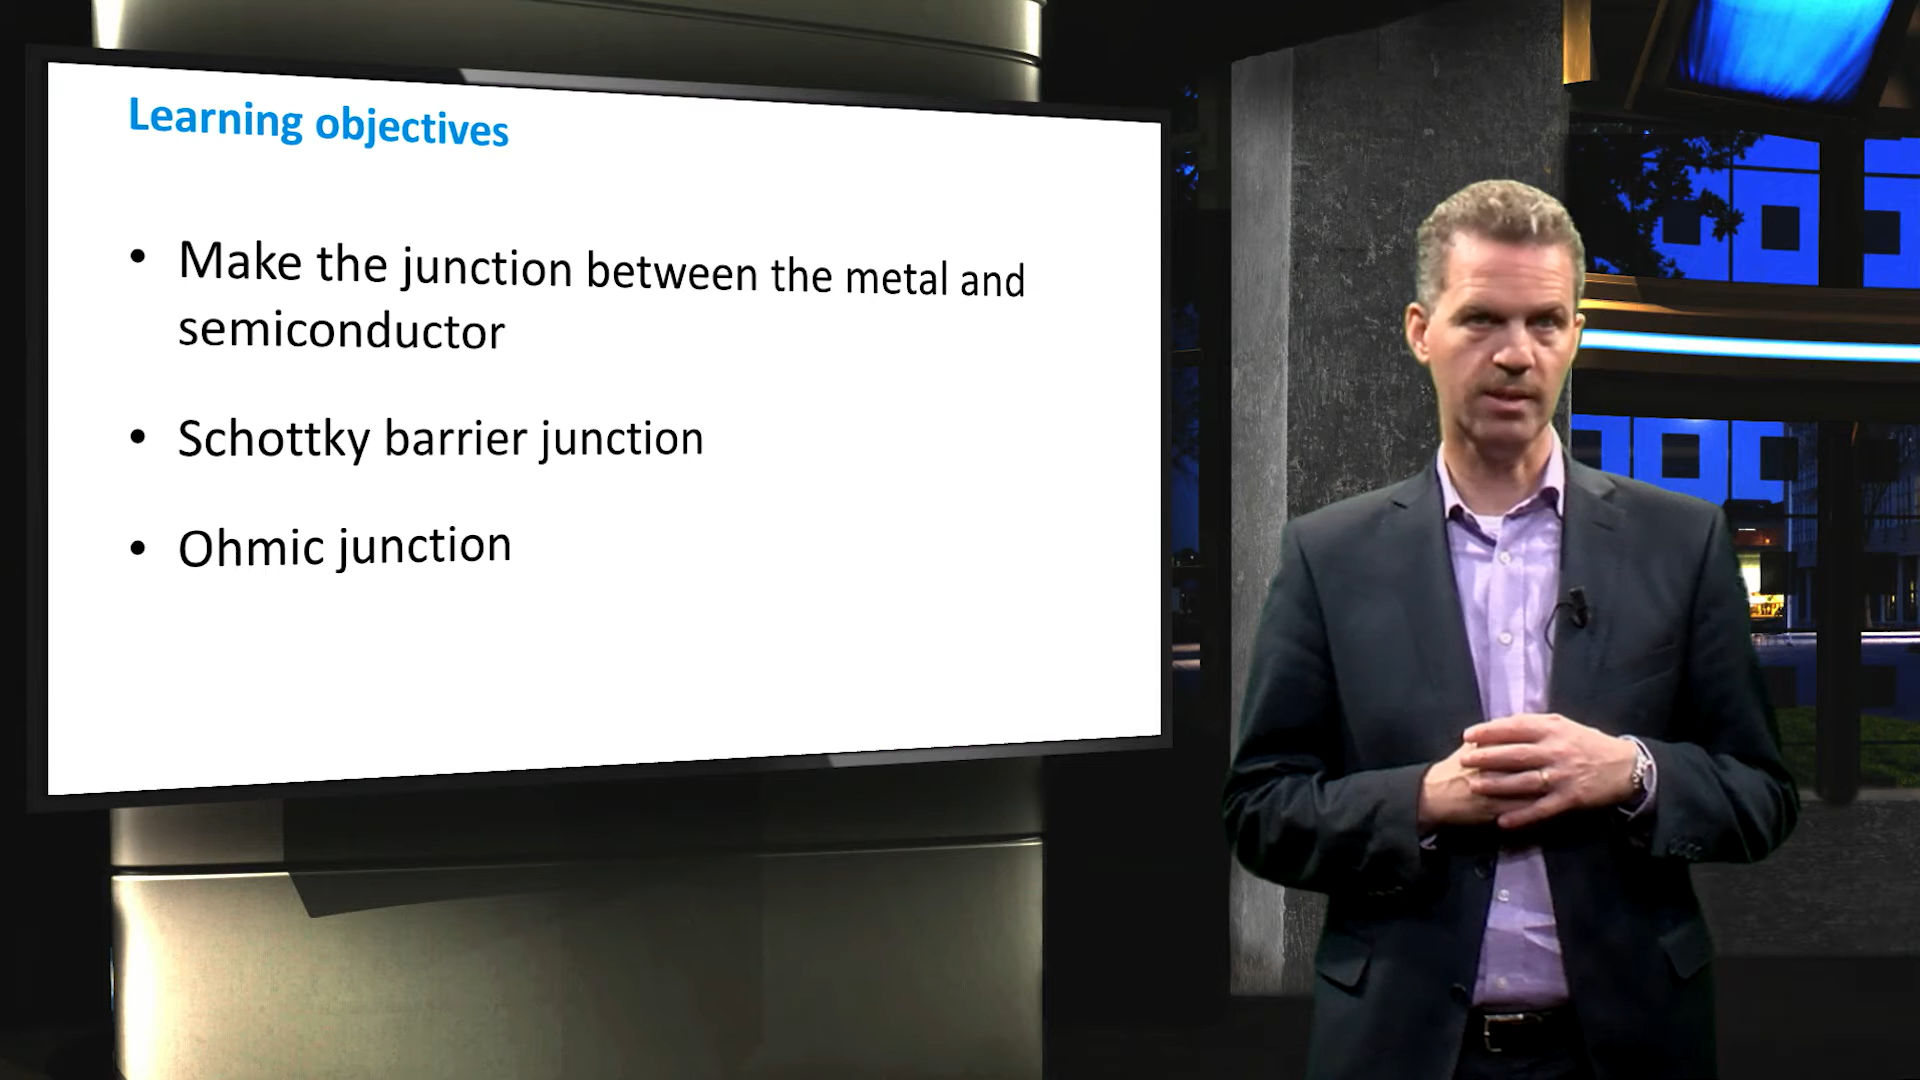 Learning objectives
• Make the junction between the metal and
semiconductor
• Schottky barrier junction
• Ohmic junction